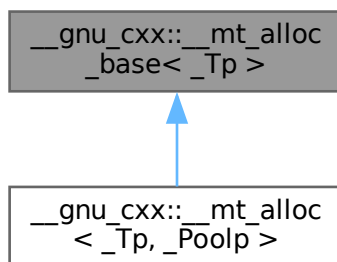 __gnu_cxx::__mt_alloc
_base< _Tp >
__gnu_cxx::__mt_alloc
< _Tp, _Poolp >